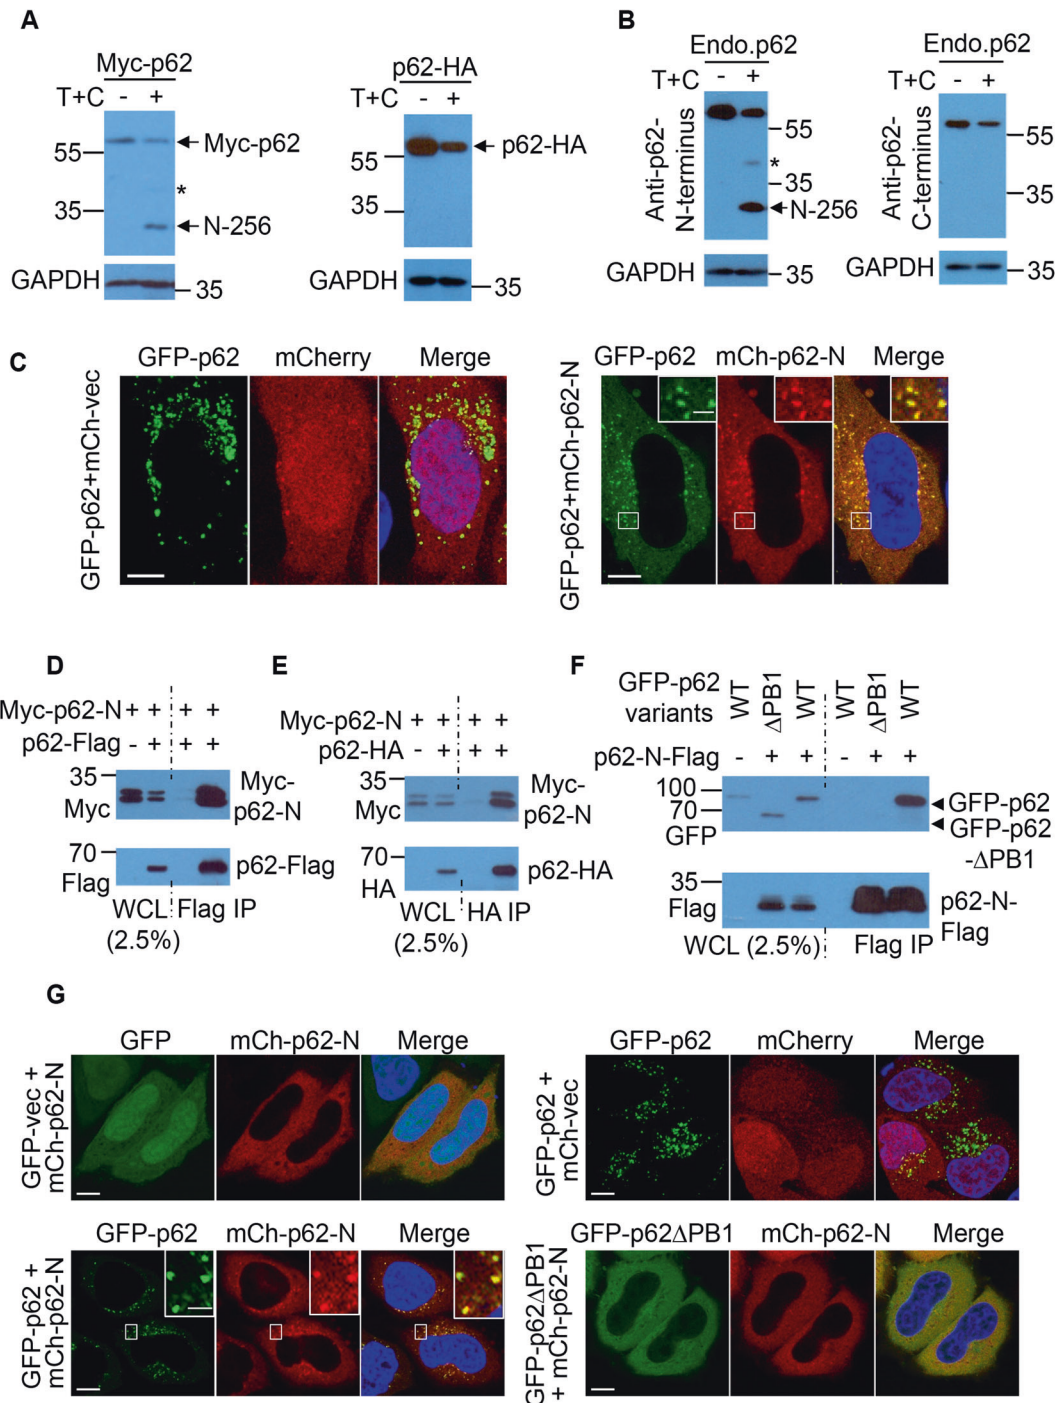 A
Myc-p62
T+C - +
55
35
Myc-p62
*
N-256
GAPDH
35
p62-HA
T+C - +
55
35
p62-HA
GAPDH
35
B
Endo.p62
T+C - +
Anti-p62-
N-terminus
55
*
35
N-256
GAPDH
35
Endo.p62
T+C - +
Anti-p62-
C-terminus
55
35
GAPDH
35
C
GFP-p62 mCherry Merge
GFP-p62+mCh-vec
GFP-p62 mCh-p62-N Merge
GFP-p62+mCh-p62-N
D
Myc-p62-N + + + +
p62-Flag - + + +
35
Myc
Myc-
p62-N
70
Flag
p62-Flag
WCL Flag IP
(2.5%)
E
Myc-p62-N + + + +
p62-HA - + + +
35
Myc
Myc-
p62-N
70
HA
p62-HA
WCL HA IP
(2.5%)
F
GFP-p62
variants
WT ΔPB1 WT WT ΔPB1 WT
p62-N-Flag - + + - + +
100
70
GFP
GFP-p62
GFP-p62
-ΔPB1
35
Flag
p62-N-
Flag
WCL (2.5%) Flag IP
G
GFP mCh-p62-N Merge
GFP-vec +
mCh-p62-N
GFP-p62 mCherry Merge
GFP-p62 +
mCh-vec
GFP-p62 mCh-p62-N Merge
GFP-p62 +
mCh-p62-N
GFP-p62ΔPB1 mCh-p62-N Merge
GFP-p62ΔPB1
+ mCh-p62-N